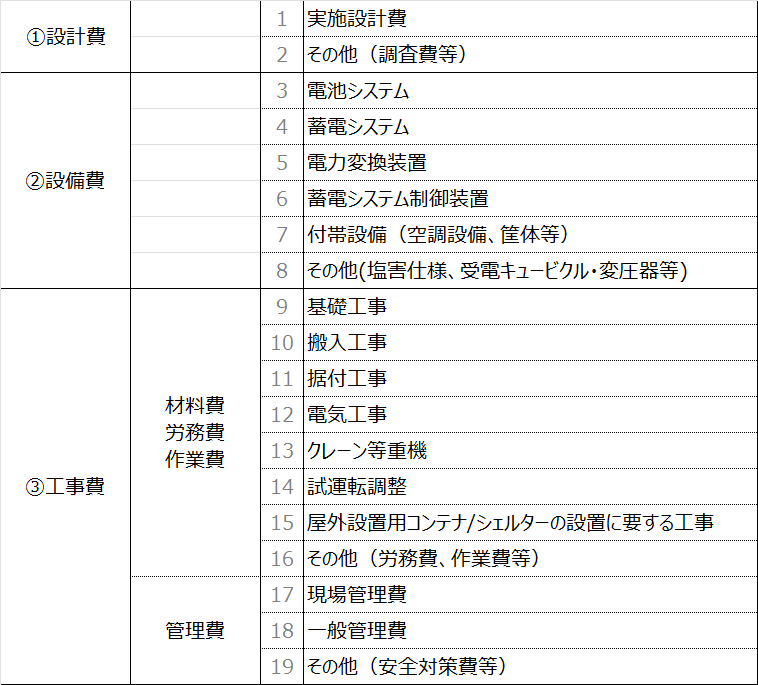 ①設計費
1 実施設計費
2 その他（調査費等）
②設備費
3 電池システム
4 蓄電システム
5 電力変換装置
6 蓄電システム制御装置
7 付帯設備（空調設備、筐体等）
8 その他(塩害仕様、受電キュービクル・変圧器等)
③工事費
材料費
労務費
作業費
9 基礎工事
10 搬入工事
11 据付工事
12 電気工事
13 クレーン等重機
14 試運転調整
15 屋外設置用コンテナ/シェルターの設置に要する工事
16 その他（労務費、作業費等）
管理費
17 現場管理費
18 一般管理費
19 その他（安全対策費等）